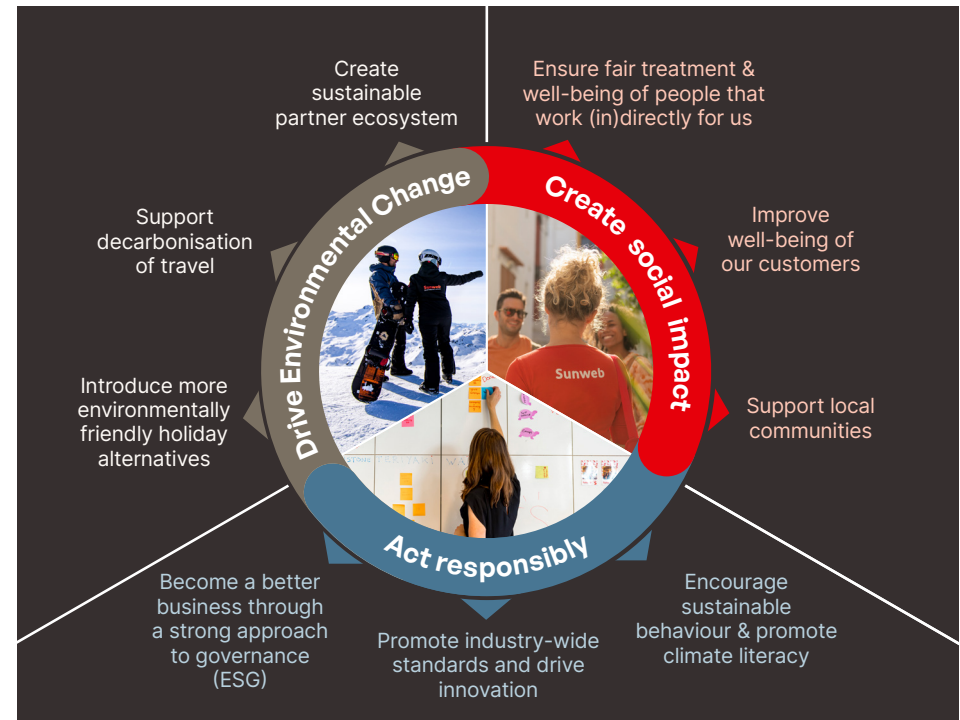 Create
sustainable
partner ecosystem
Ensure fair treatment &
well-being of people that
work (in)directly for us
Support
decarbonisation
of travel
Improve
well-being of
our customers
Introduce more
environmentally
friendly holiday
alternatives
Support local
communities
Drive Environmental Change
Create social impact
Act responsibly
Sunweb
Sunweb
Become a better
business through
a strong approach
to governance
(ESG)
Promote industry-wide
standards and drive
innovation
Encourage
sustainable
behaviour & promote
climate literacy